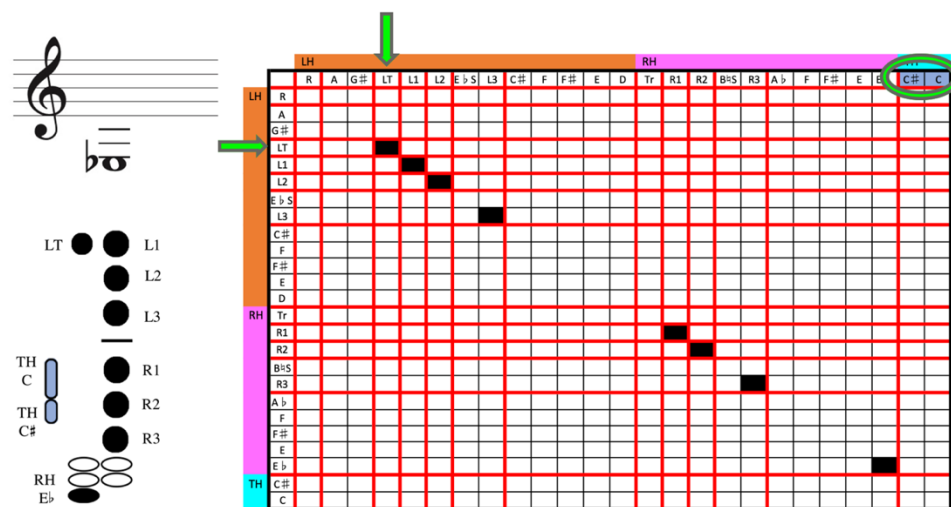 LH RH
R A G♯ LT L1 L2 E♭S L3 C♯ F F♯ E D Tr R1 R2 B♮S R3 A♭ F F♯ E C♯ C
LH R
A
G♯
LT
L1
L2
E♭S
L3
C♯
F
F♯
E
D
RH Tr
R1
R2
B♮S
R3
A♭
F
F♯
E
E♭
TH C♯
C
LT L1
L2
L3
TH
C
R1
TH
C♯
R2
R3
RH
E♭